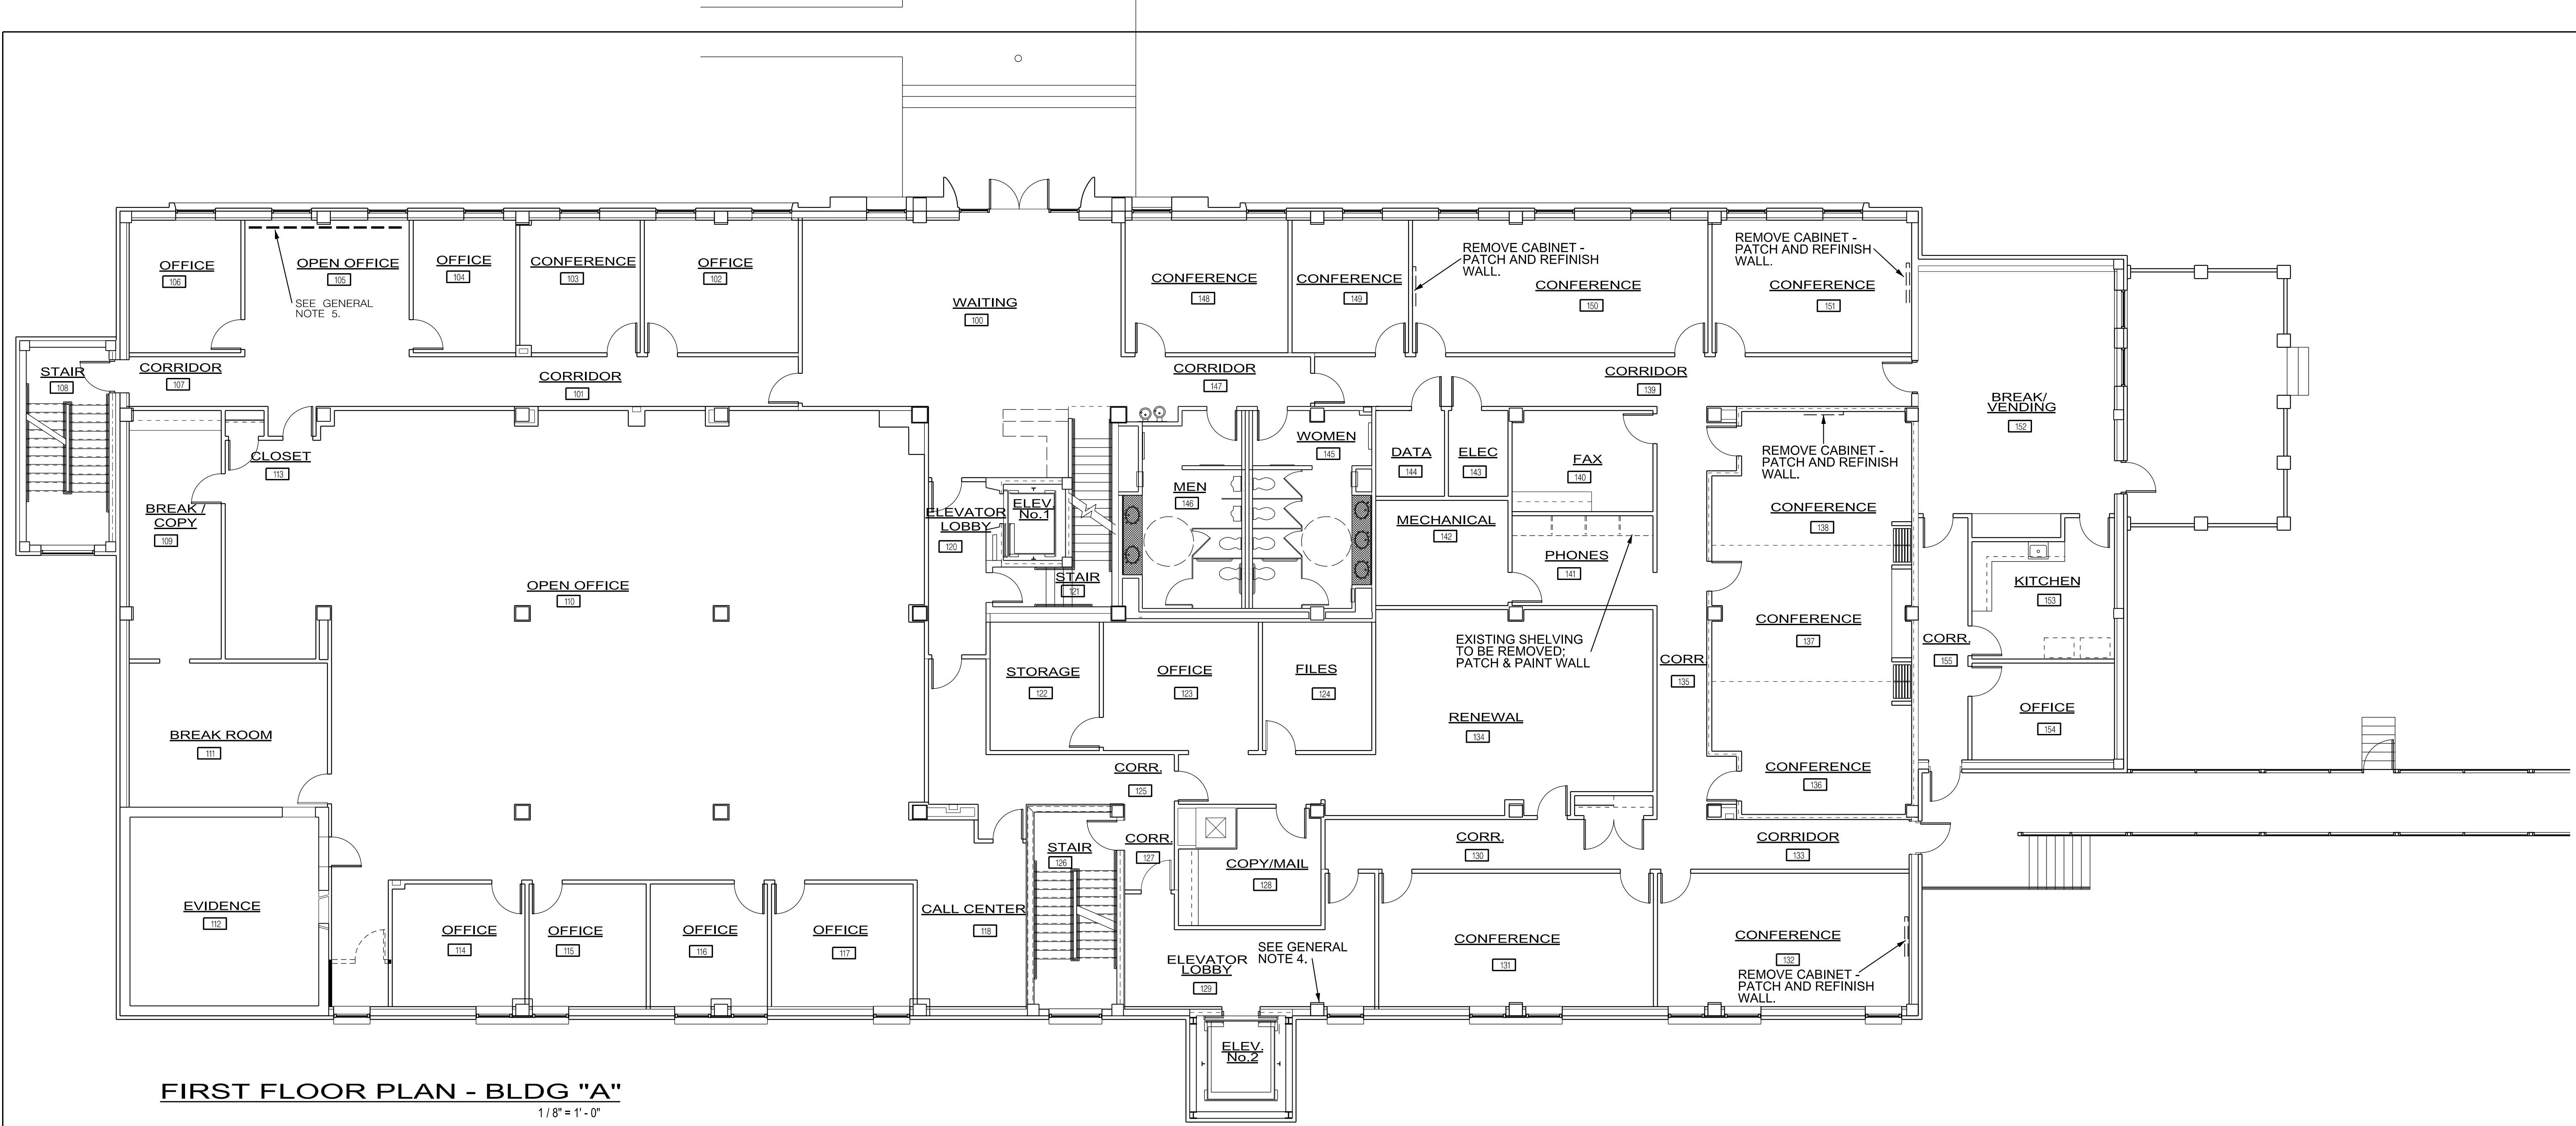 OFFICE
106
OPEN OFFICE
105
SEE GENERAL
NOTE 5.
OFFICE
104
CONFERENCE
103
OFFICE
102
WAITING
100
CONFERENCE
148
CONFERENCE
149
REMOVE CABINET -
PATCH AND REFINISH
WALL.
CONFERENCE
150
REMOVE CABINET -
PATCH AND REFINISH
WALL.
CONFERENCE
151
STAIR
108
CORRIDOR
107
CORRIDOR
101
CORRIDOR
147
CORRIDOR
139
BREAK/
VENDING
152
CLOSET
113
BREAK /
COPY
109
OPEN OFFICE
110
ELEVATOR
LOBBY
120
ELEV.
No.1
STAIR
121
MEN
146
WOMEN
145
DATA
144
ELEC
143
FAX
140
MECHANICAL
142
PHONES
141
REMOVE CABINET -
PATCH AND REFINISH
WALL.
CONFERENCE
138
CONFERENCE
137
CONFERENCE
136
KITCHEN
153
CORR.
155
OFFICE
154
EXISTING SHELVING
TO BE REMOVED;
PATCH & PAINT WALL
CORR.
135
STORAGE
122
OFFICE
123
FILES
124
RENEWAL
134
BREAK ROOM
111
CORR.
125
CORR.
127
STAIR
126
COPY/MAIL
128
CORR.
130
CORRIDOR
133
EVIDENCE
112
OFFICE
114
OFFICE
115
OFFICE
116
OFFICE
117
CALL CENTER
118
ELEVATOR
LOBBY
129
SEE GENERAL
NOTE 4.
CONFERENCE
131
CONFERENCE
132
REMOVE CABINET -
PATCH AND REFINISH
WALL.
ELEV.
No.2
FIRST FLOOR PLAN - BLDG "A"
1 / 8" = 1' - 0"